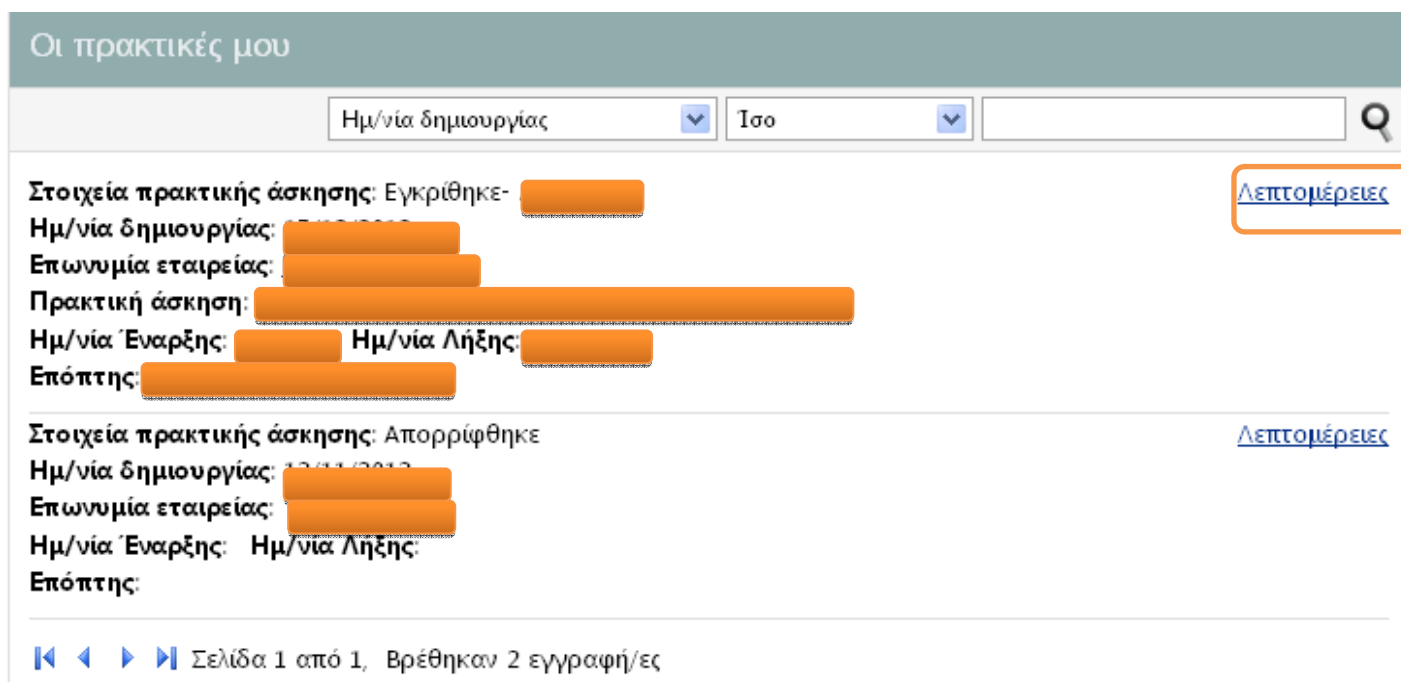 Οι πρακτικές μου
Ημ/νία δημιουργίας Ίσο
Στοιχεία πρακτικής άσκησης: Εγκρίθηκε- Λεπτομέρειες
Ημ/νία δημιουργίας:
Επωνυμία εταιρείας:
Πρακτική άσκηση:
Ημ/νία Έναρξης: Ημ/νία Λήξης:
Επόπτης:
Στοιχεία πρακτικής άσκησης: Απορρίφθηκε Λεπτομέρειες
Ημ/νία δημιουργίας:
Επωνυμία εταιρείας:
Ημ/νία Έναρξης: Ημ/νία Λήξης:
Επόπτης:
Σελίδα 1 από 1, Βρέθηκαν 2 εγγραφή/ες